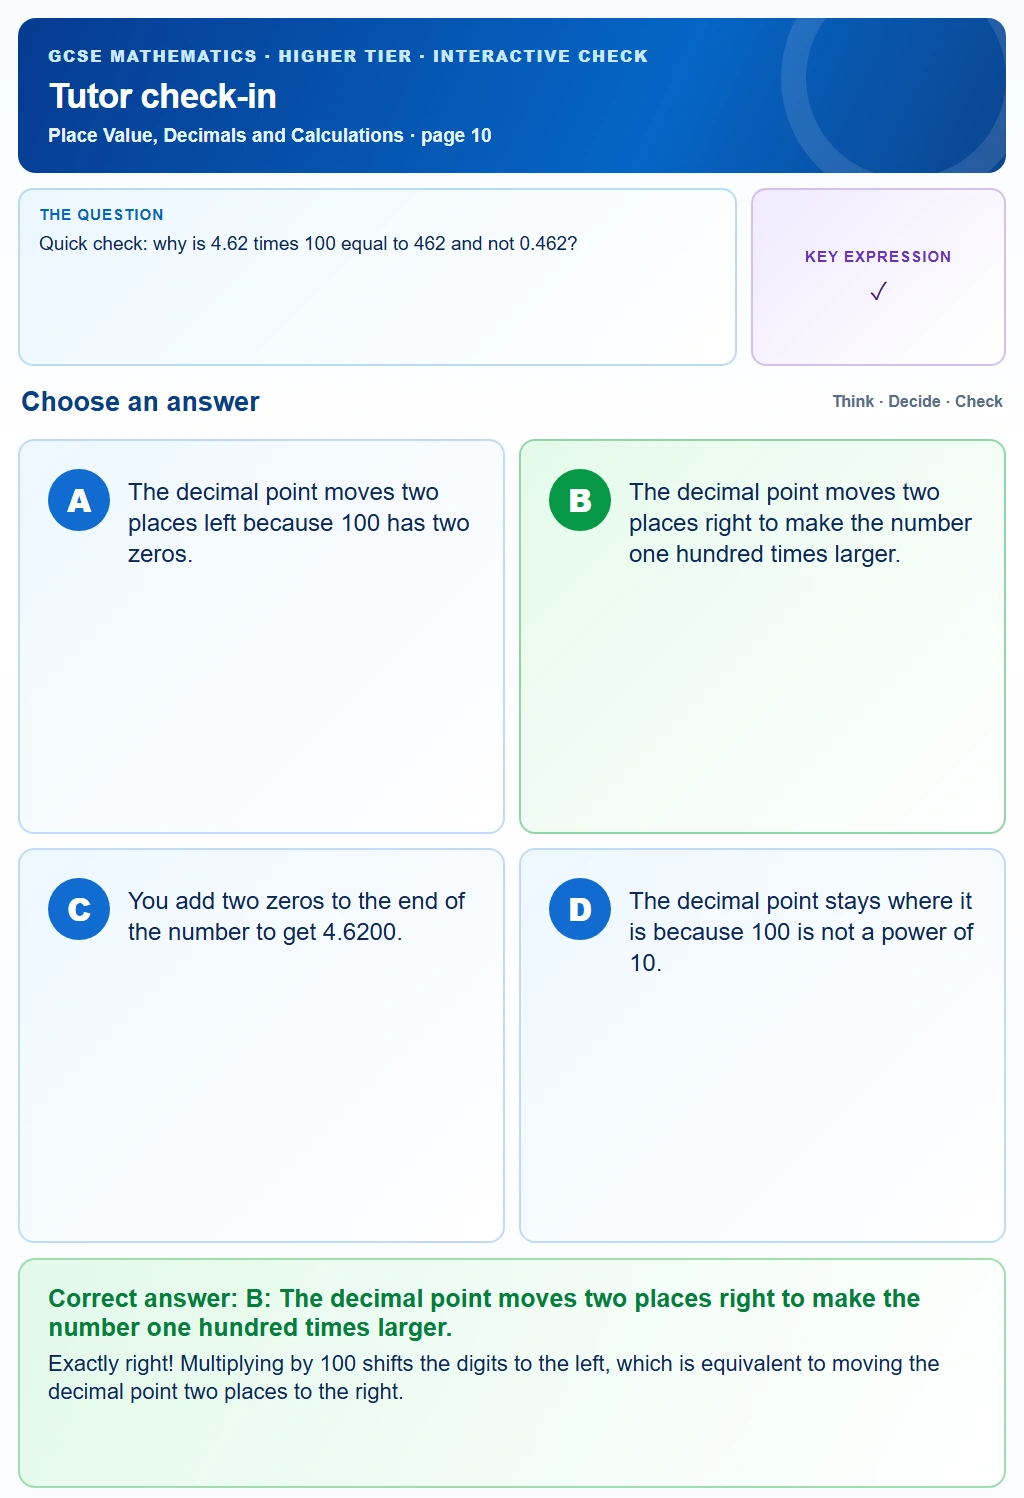 GCSE MATHEMATICS · HIGHER TIER · INTERACTIVE CHECK
Tutor check-in
Place Value, Decimals and Calculations · page 10
THE QUESTION
Quick check: why is 4.62 times 100 equal to 462 and not 0.462?
KEY EXPRESSION
✓
Choose an answer
Think · Decide · Check
A
The decimal point moves two
places left because 100 has two
zeros.
B
The decimal point moves two
places right to make the number
one hundred times larger.
C
You add two zeros to the end of
the number to get 4.6200.
D
The decimal point stays where it
is because 100 is not a power of
10.
Correct answer: B: The decimal point moves two places right to make the
number one hundred times larger.
Exactly right! Multiplying by 100 shifts the digits to the left, which is equivalent to moving the
decimal point two places to the right.